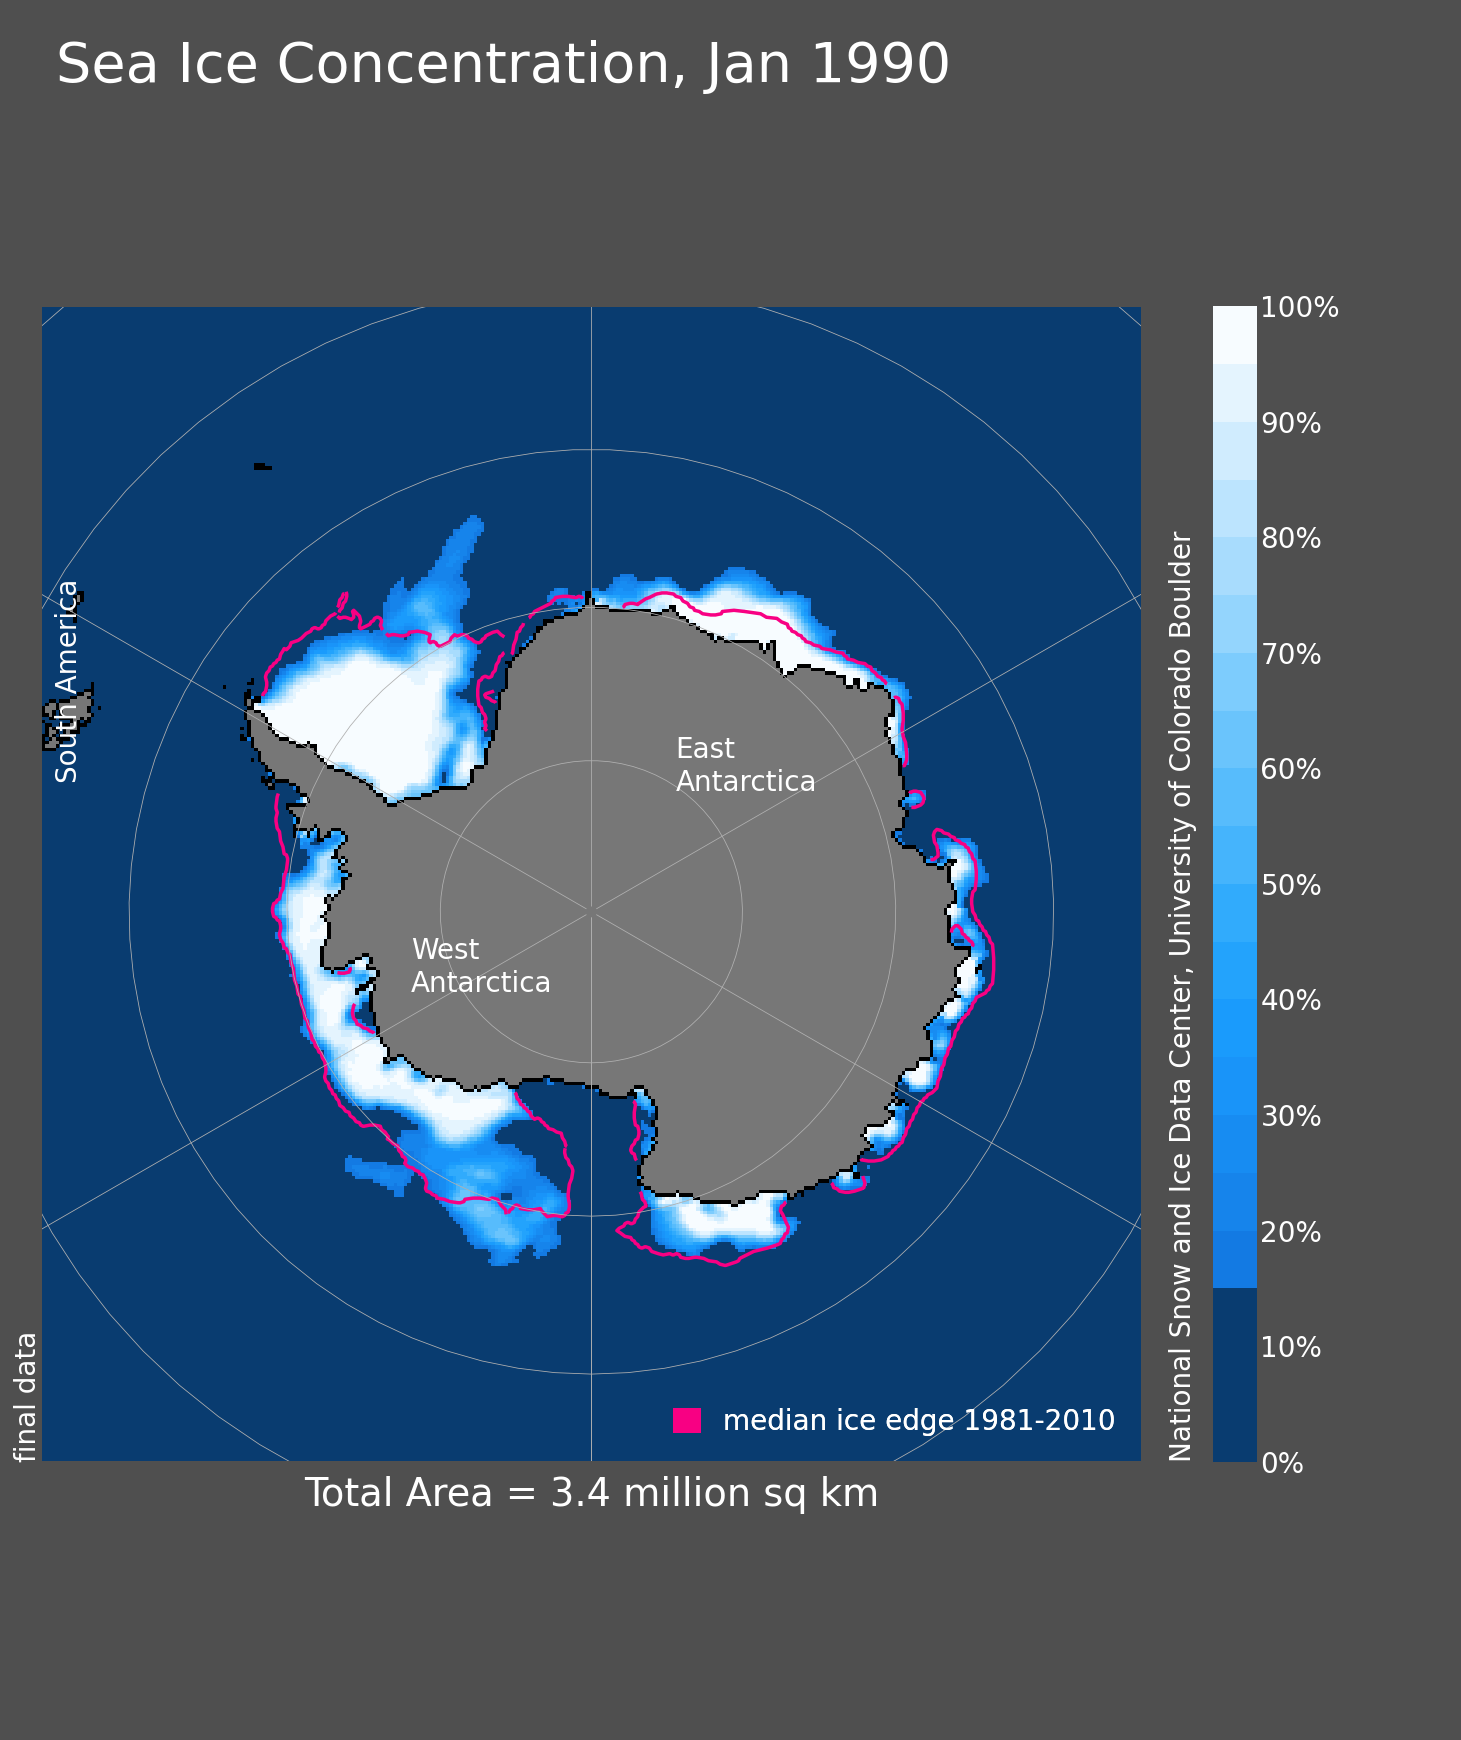 Sea Ice Concentration, Jan 1990
South America
East
Antarctica
West
Antarctica
median ice edge 1981-2010
final data
Total Area = 3.4 million sq km
National Snow and Ice Data Center, University of Colorado Boulder
100%
90%
80%
70%
60%
50%
40%
30%
20%
10%
0%